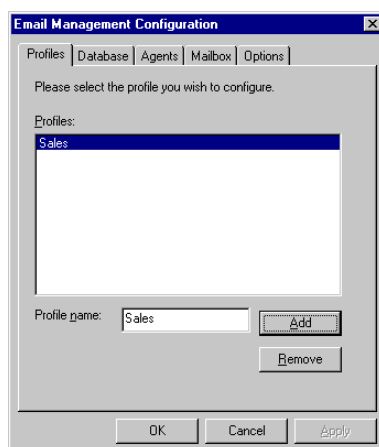 Email Management Configuration
Profiles Database Agents Mailbox Options
Please select the profile you wish to configure.
Profiles:
Sales
Profile name: Sales Add
Remove
OK Cancel Apply